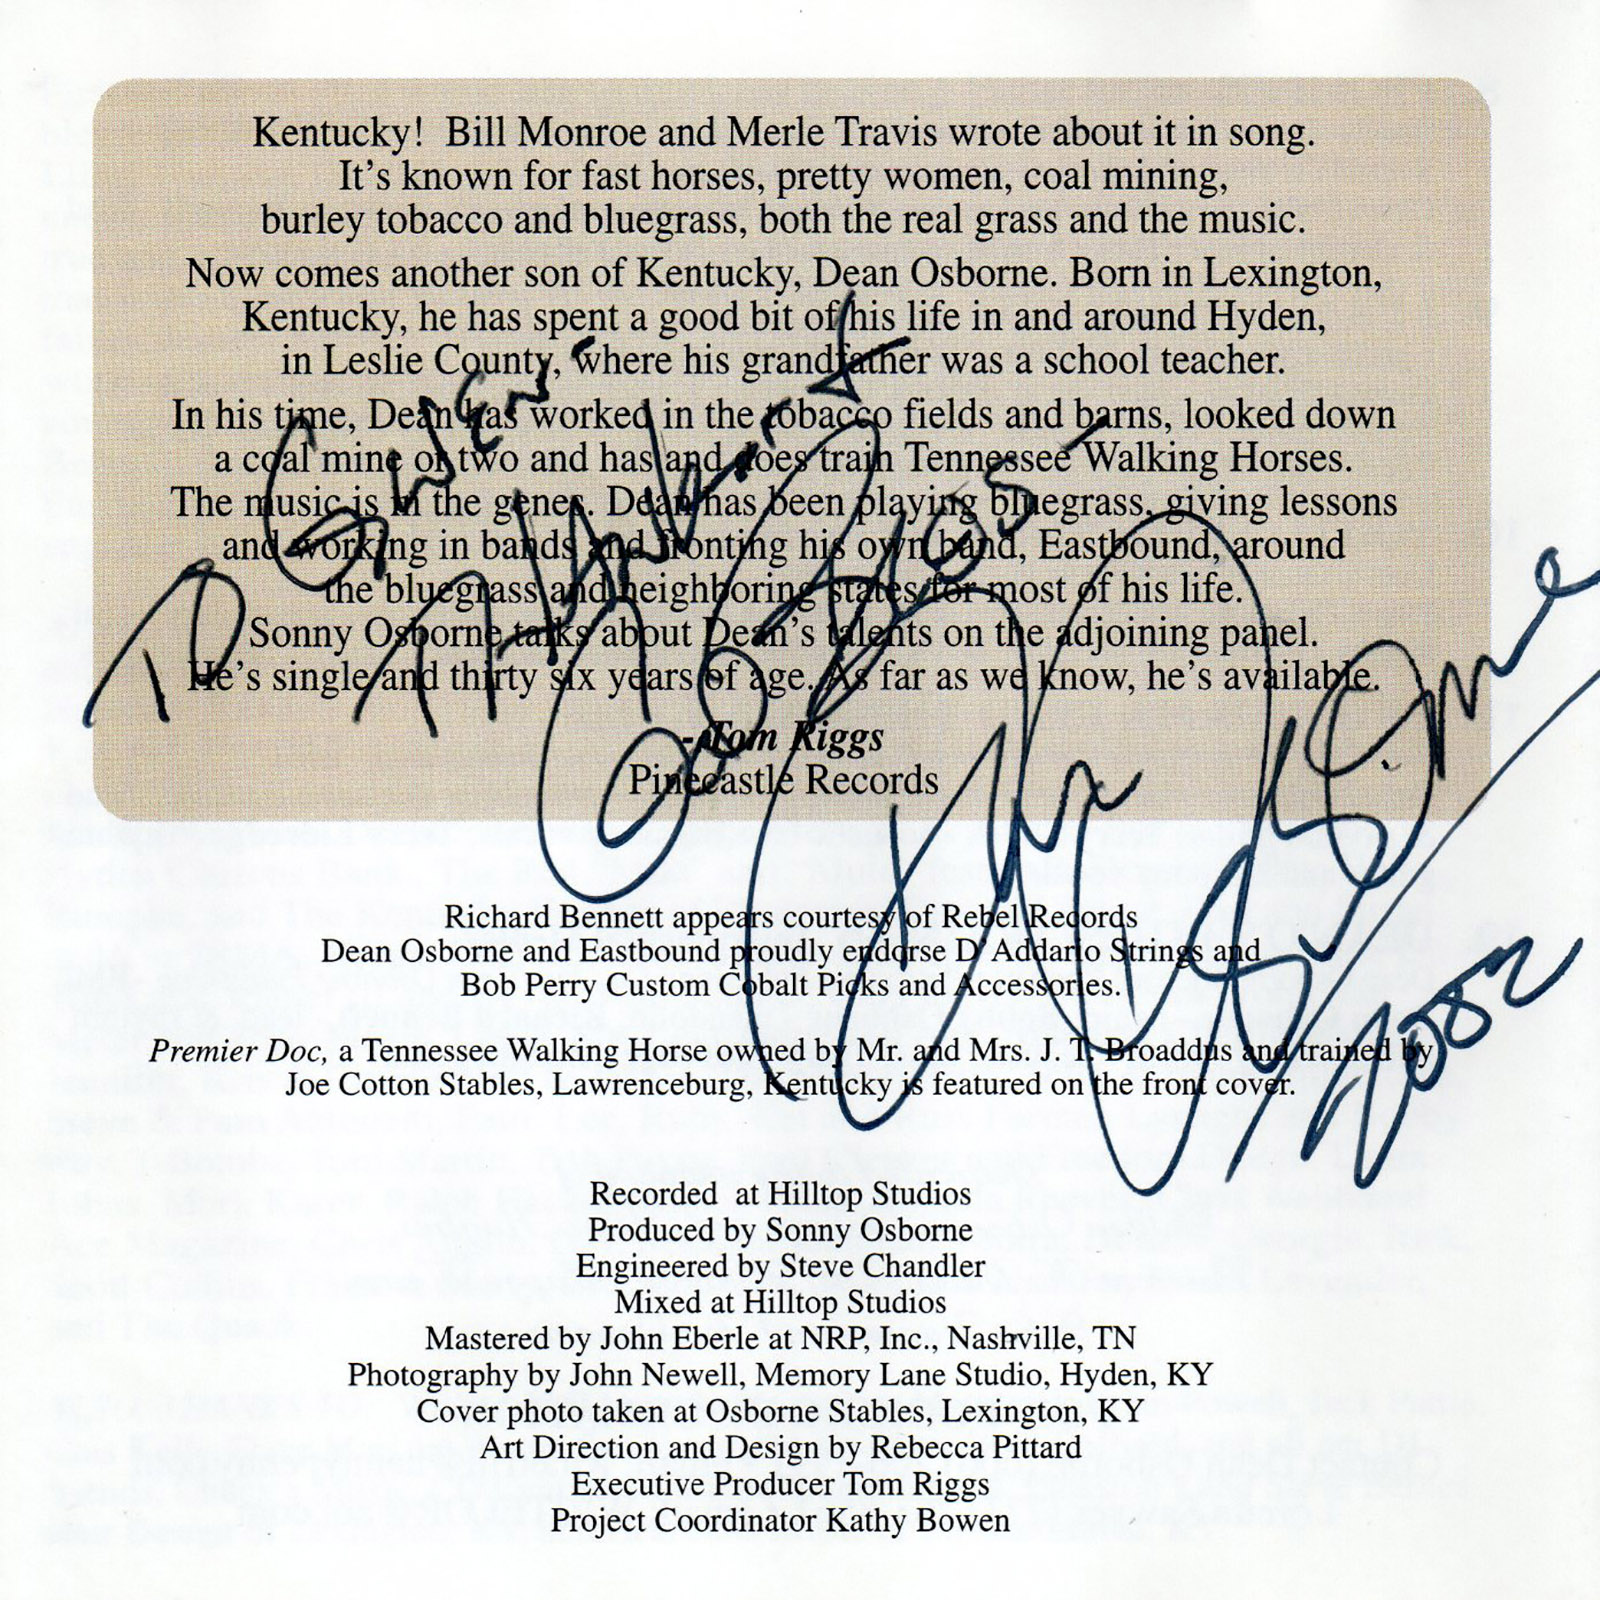 Kentucky!  Bill Monroe and Merle Travis wrote about it in song.
It's known for fast horses, pretty women, coal mining,
burley tobacco and bluegrass, both the real grass and the music.
Now comes another son of Kentucky, Dean Osborne. Born in Lexington,
Kentucky, he has spent a good bit of his life in and around Hyden,
in Leslie County, where his grandfather was a school teacher.
In his time, Dean has worked in the tobacco fields and barns, looked down
a coal mine or two and has and does train Tennessee Walking Horses.
The music is in the genes. Dean has been playing bluegrass, giving lessons
and working in bands and fronting his own band, Eastbound, around
the bluegrass and neighboring states for most of his life.
Sonny Osborne talks about Dean's talents on the adjoining panel.
He's single and thirty six years of age. As far as we know, he's available.
- Tom Riggs
Pinecastle Records
To Gwen
Thanks
God Bless
Dean Osborne
2002
Richard Bennett appears courtesy of Rebel Records
Dean Osborne and Eastbound proudly endorse D'Addario Strings and
Bob Perry Custom Cobalt Picks and Accessories.
Premier Doc, a Tennessee Walking Horse owned by Mr. and Mrs. J. T. Broaddus and trained by
Joe Cotton Stables, Lawrenceburg, Kentucky is featured on the front cover.
Recorded  at Hilltop Studios
Produced by Sonny Osborne
Engineered by Steve Chandler
Mixed at Hilltop Studios
Mastered by John Eberle at NRP, Inc., Nashville, TN
Photography by John Newell, Memory Lane Studio, Hyden, KY
Cover photo taken at Osborne Stables, Lexington, KY
Art Direction and Design by Rebecca Pittard
Executive Producer Tom Riggs
Project Coordinator Kathy Bowen